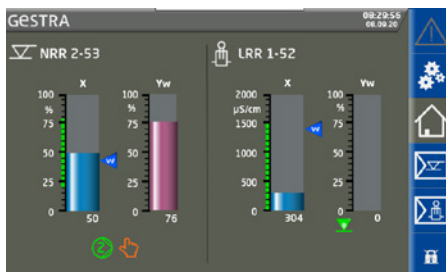 GESTRA
08:29:56
08.09.20
NRR 2-53
LRR 1-52
X Yw X Yw
100 100 2000 100
% % µS/cm %
75 75 1500 75
50 50 1000 50
25 25 500 25
0 0 0 0
50 76 304 0
w w
2